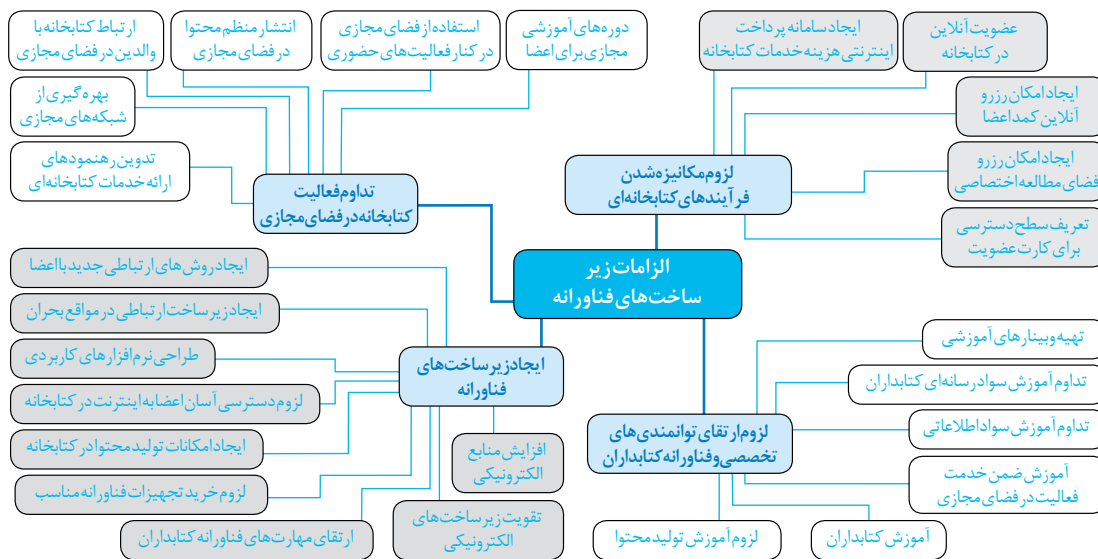 الزامات زیر
ساخت‌های فناورانه
لزوم مکانیزه شدن
فرآیندهای کتابخانه‌ای
عضویت آنلاین
در کتابخانه
ایجاد سامانه پرداخت
اینترنتی هزینه خدمات کتابخانه
ایجاد امکان رزرو
آنلاین کمد اعضا
ایجاد امکان رزرو
فضای مطالعه اختصاصی
تعریف سطح دسترسی
برای کارت عضویت
تداوم فعالیت
کتابخانه در فضای مجازی
دوره‌های آموزشی
مجازی برای اعضا
استفاده از فضای مجازی
در کنار فعالیت‌های حضوری
انتشار منظم محتوا
در فضای مجازی
ارتباط کتابخانه با
والدین در فضای مجازی
بهره‌گیری از
شبکه‌های مجازی
تدوین رهنمودهای
ارائه خدمات کتابخانه‌ای
لزوم ارتقای توانمندی‌های
تخصصی و فناورانه کتابداران
تهیه وبینارهای آموزشی
تداوم آموزش سواد رسانه‌ای کتابداران
تداوم آموزش سواد اطلاعاتی
آموزش ضمن خدمت
فعالیت در فضای مجازی
آموزش کتابداران
لزوم آموزش تولید محتوا
ایجاد زیرساخت‌های
فناورانه
ایجاد روش‌های ارتباطی جدید با اعضا
ایجاد زیرساخت ارتباطی در مواقع بحران
طراحی نرم‌افزارهای کاربردی
لزوم دسترسی آسان اعضا به اینترنت در کتابخانه
ایجاد امکانات تولید محتوا در کتابخانه
لزوم خرید تجهیزات فناورانه مناسب
ارتقای مهارت‌های فناورانه کتابداران
افزایش منابع
الکترونیکی
تقویت زیرساخت‌های
الکترونیکی